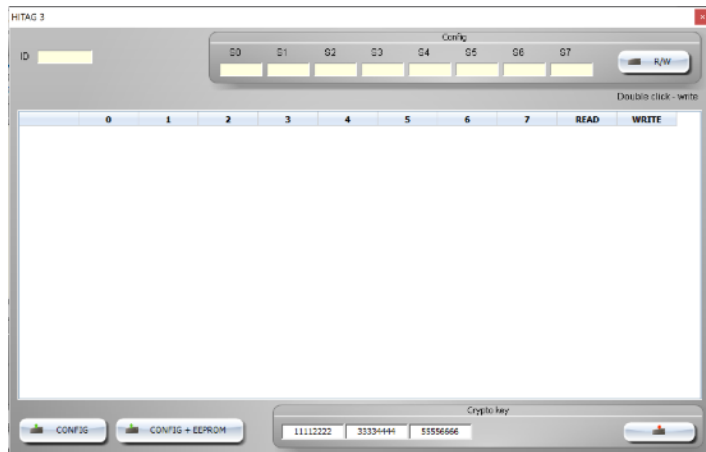 HITAG 3
Config
ID S0 S1 S2 S3 S4 S5 S6 S7
R/W
Double click - write
0 1 2 3 4 5 6 7 READ WRITE
Crypto key
CONFIG CONFIG + EEPROM 11112222 33334444 55556666